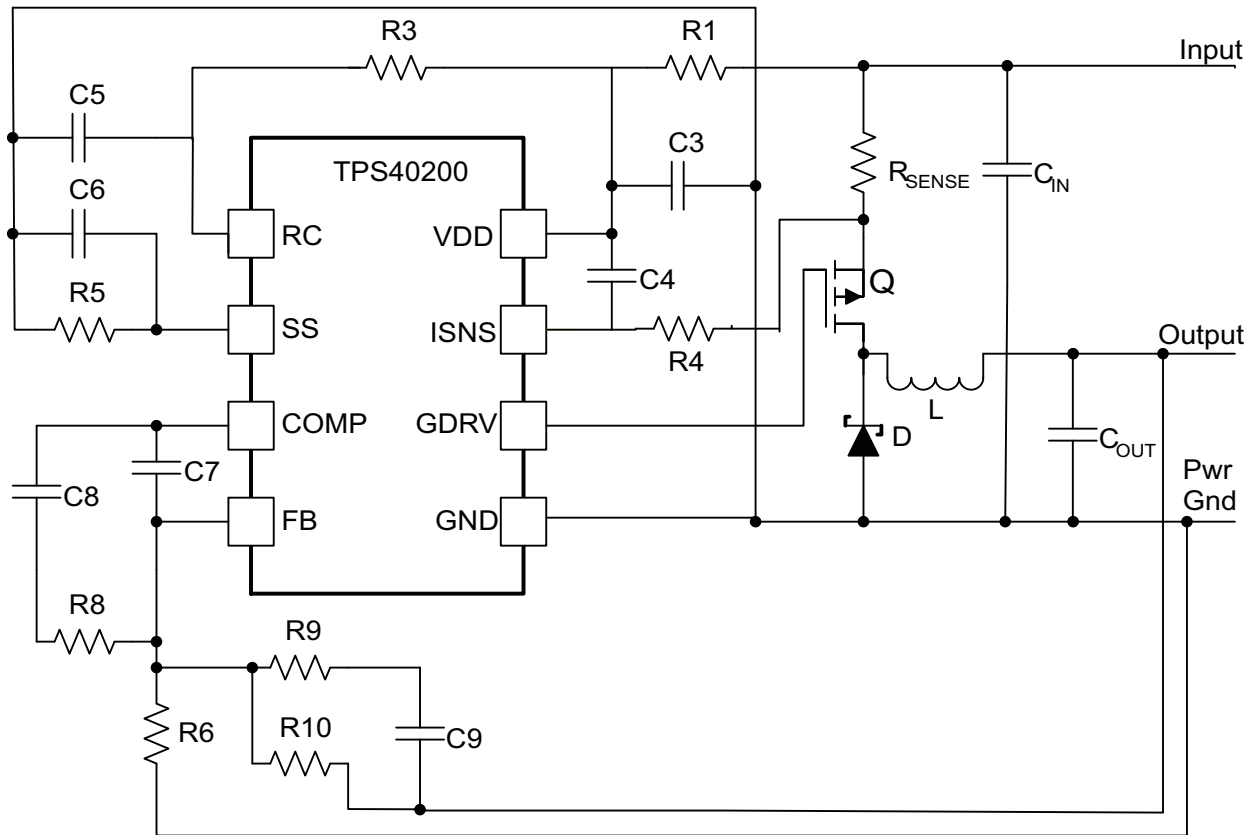 R3
R1
Input
C5
C3
TPS40200
RSENSE
CIN
C6
RC
VDD
C4
Q
R5
SS
ISNS
R4
Output
L
COMP
GDRV
D
COUT
C7
C8
Pwr
Gnd
FB
GND
R8
R9
R6
R10
C9